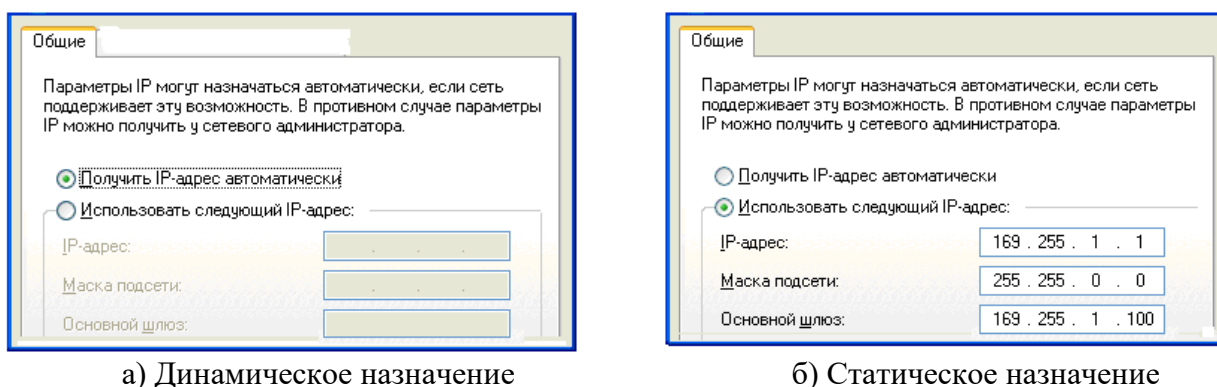 Общие
Параметры IP могут назначаться автоматически, если сеть
поддерживает эту возможность. В противном случае параметры
IP можно получить у сетевого администратора.
Получить IP-адрес автоматически
Использовать следующий IP-адрес:
IP-адрес:
Маска подсети:
Основной шлюз:
а) Динамическое назначение
Общие
Параметры IP могут назначаться автоматически, если сеть
поддерживает эту возможность. В противном случае параметры
IP можно получить у сетевого администратора.
Получить IP-адрес автоматически
Использовать следующий IP-адрес:
IP-адрес: 169 . 255 . 1 . 1
Маска подсети: 255 . 255 . 0 . 0
Основной шлюз: 169 . 255 . 1 . 100
б) Статическое назначение